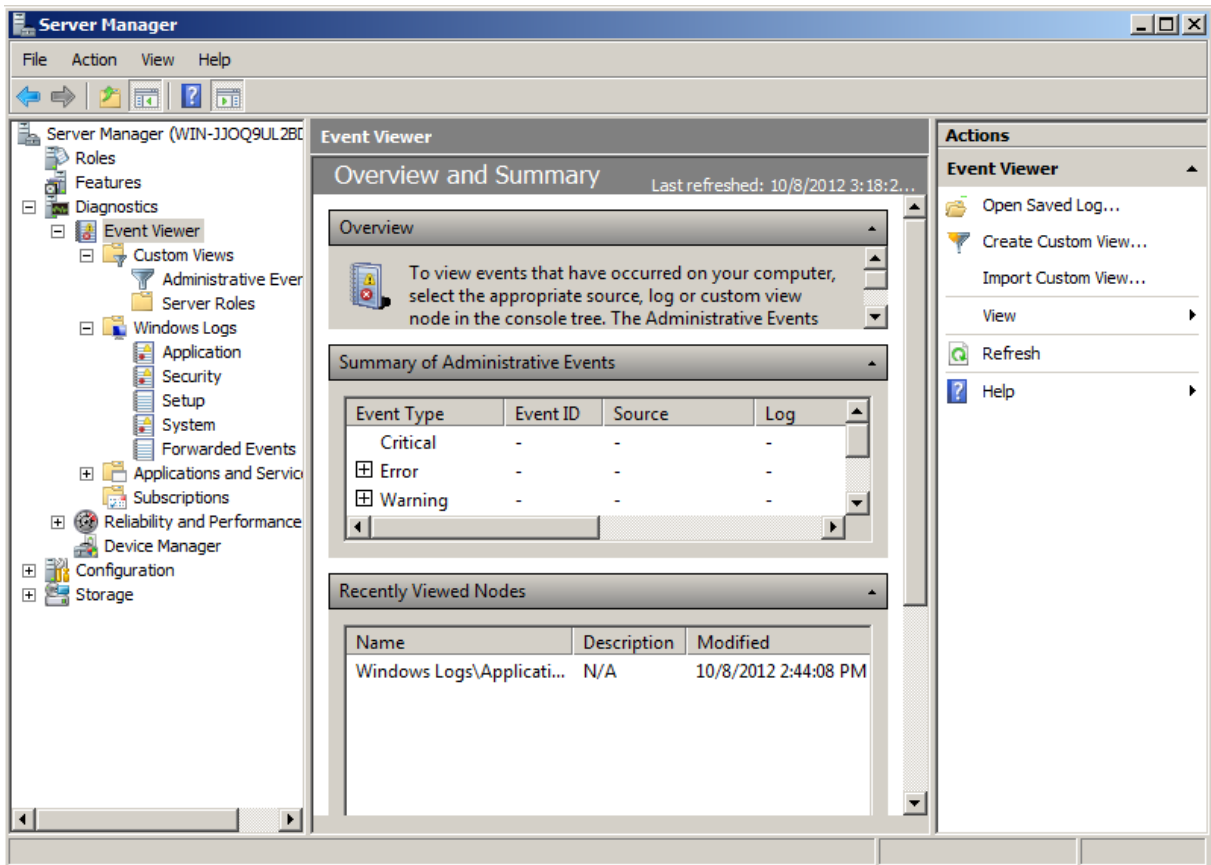 Server Manager
File Action View Help
Server Manager (WIN-JJOQ9UL2BD
Roles
Features
Diagnostics
Event Viewer
Custom Views
Administrative Ever
Server Roles
Windows Logs
Application
Security
Setup
System
Forwarded Events
Applications and Servic
Subscriptions
Reliability and Performance
Device Manager
Configuration
Storage
Event Viewer
Overview and Summary Last refreshed: 10/8/2012 3:18:2...
Overview
To view events that have occurred on your computer,
select the appropriate source, log or custom view
node in the console tree. The Administrative Events
Summary of Administrative Events
Event Type Event ID Source Log
Critical - - -
Error - - -
Warning - - -
Recently Viewed Nodes
Name Description Modified
Windows Logs\Applicati... N/A 10/8/2012 2:44:08 PM
Actions
Event Viewer
Open Saved Log...
Create Custom View...
Import Custom View...
View
Refresh
Help